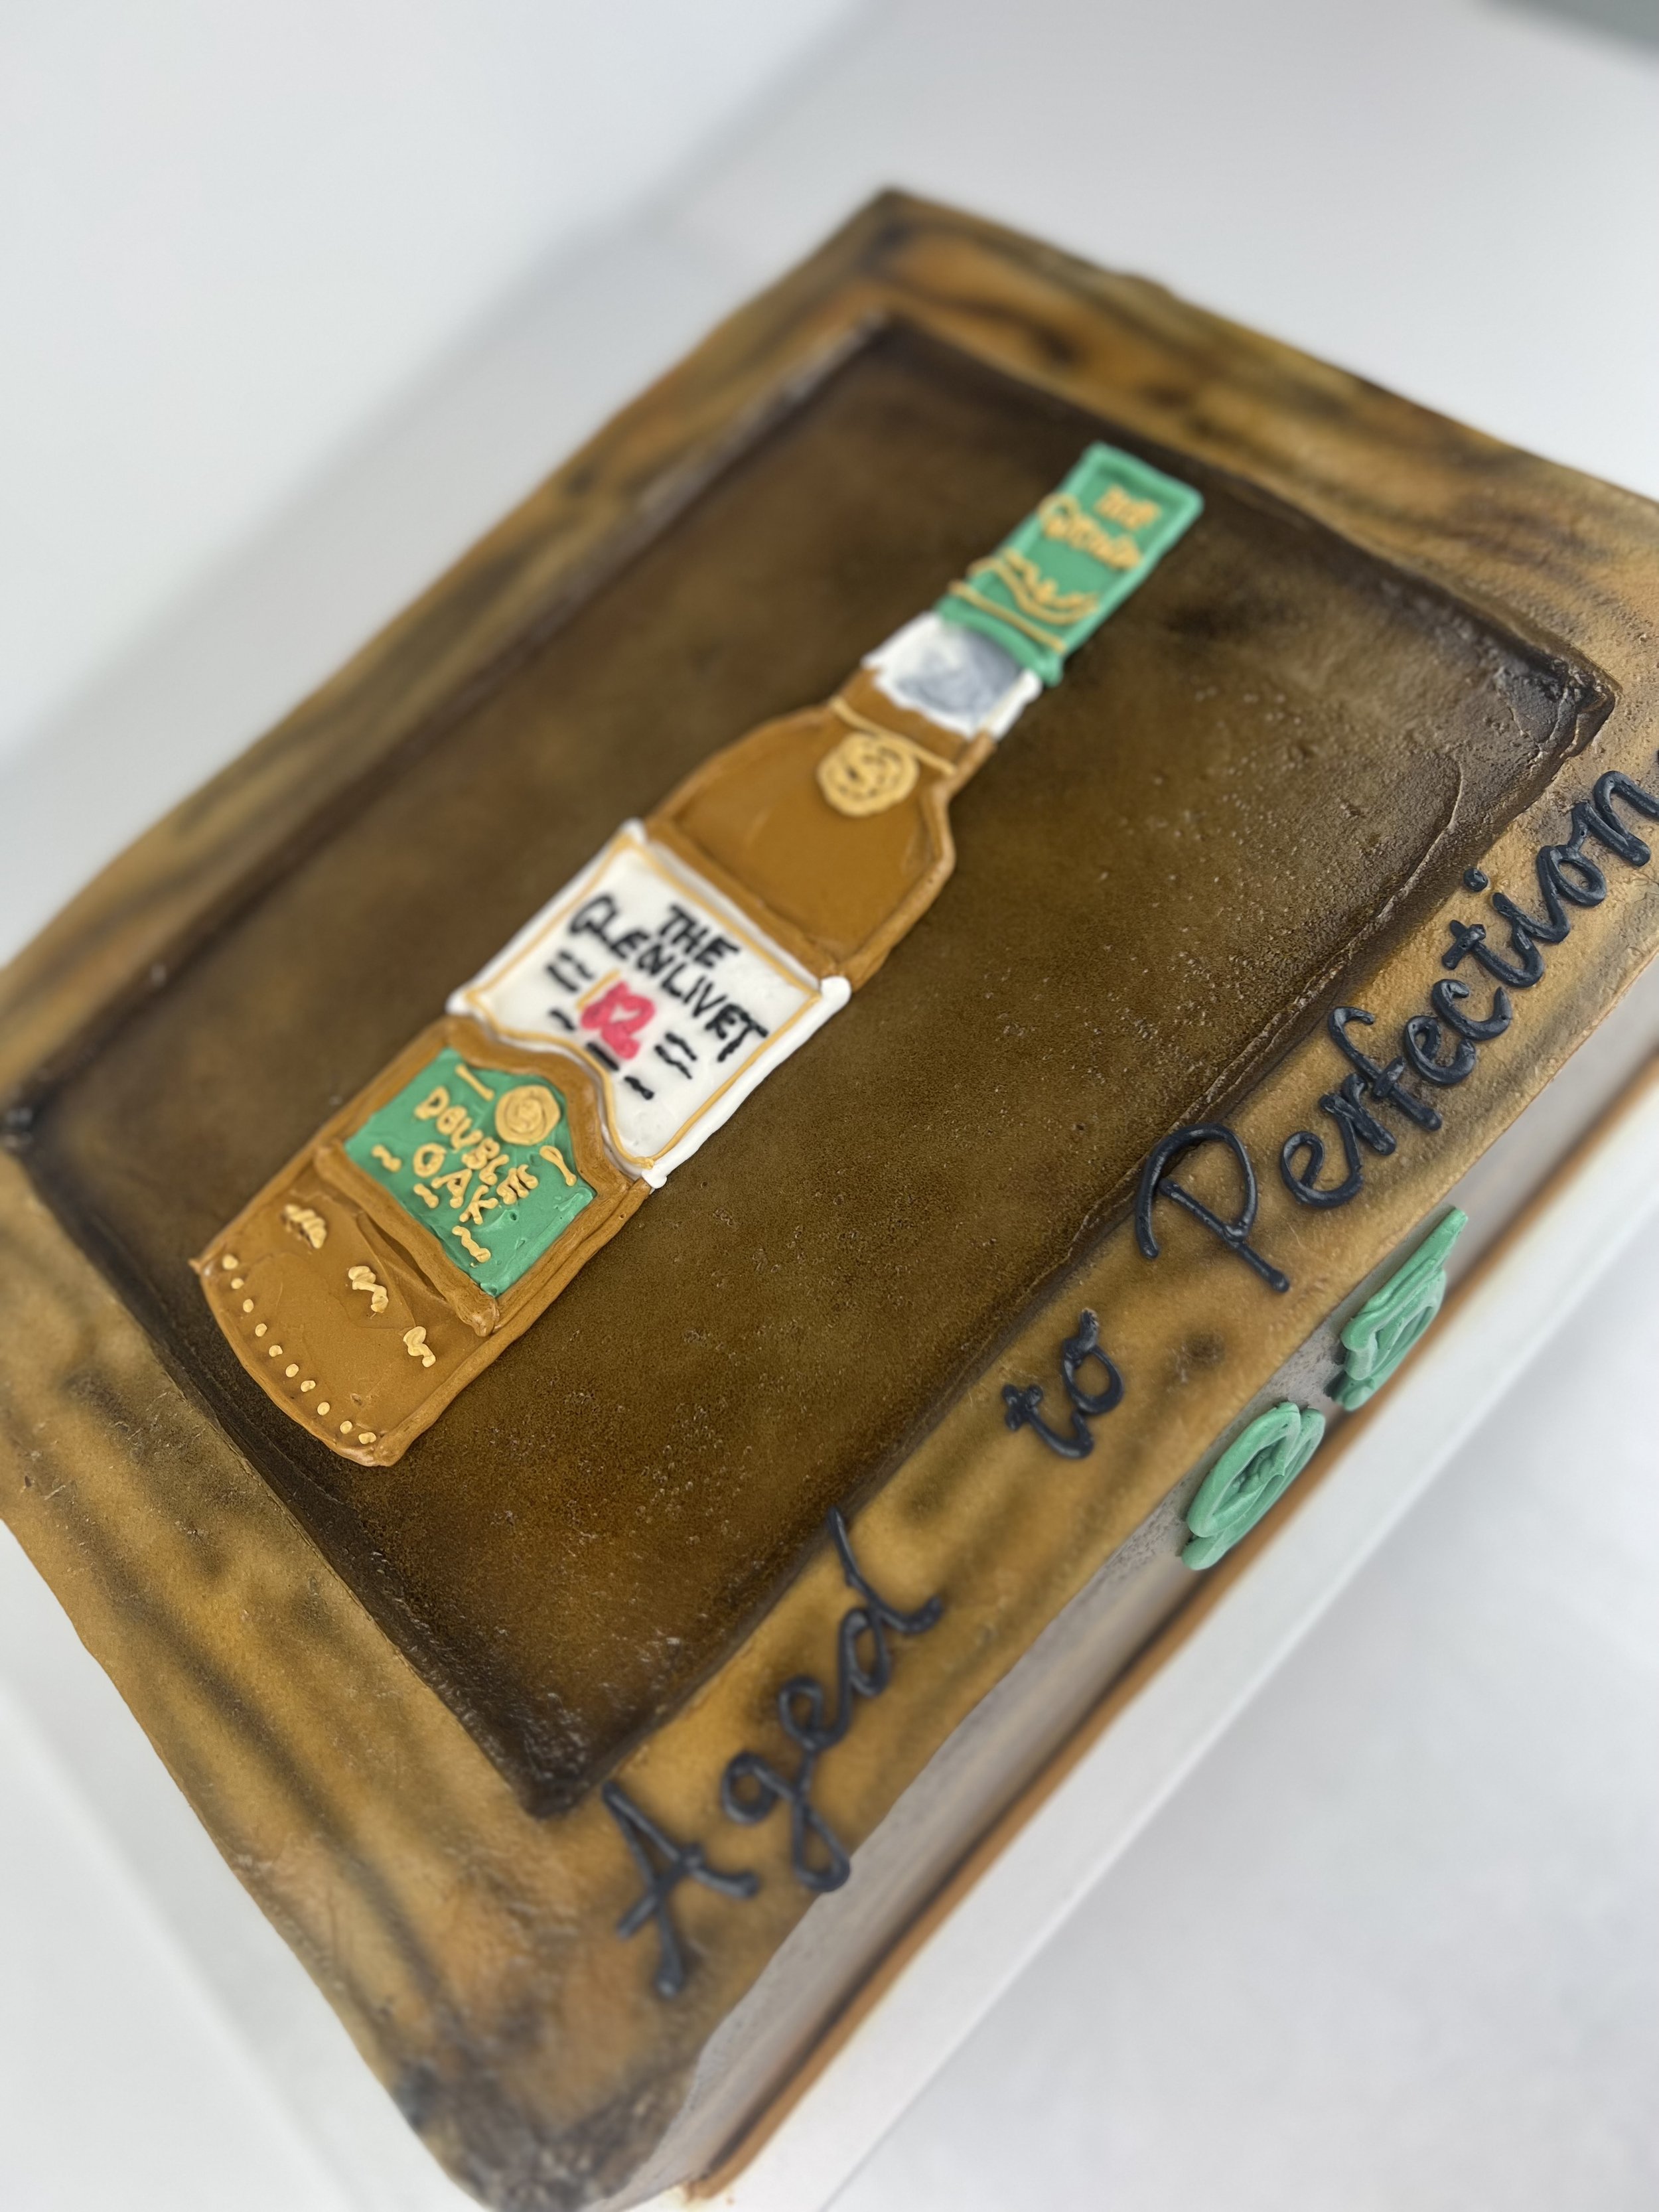 THE
GLENLIVET
12
DOUBLE
OAK
Aged to Perfection